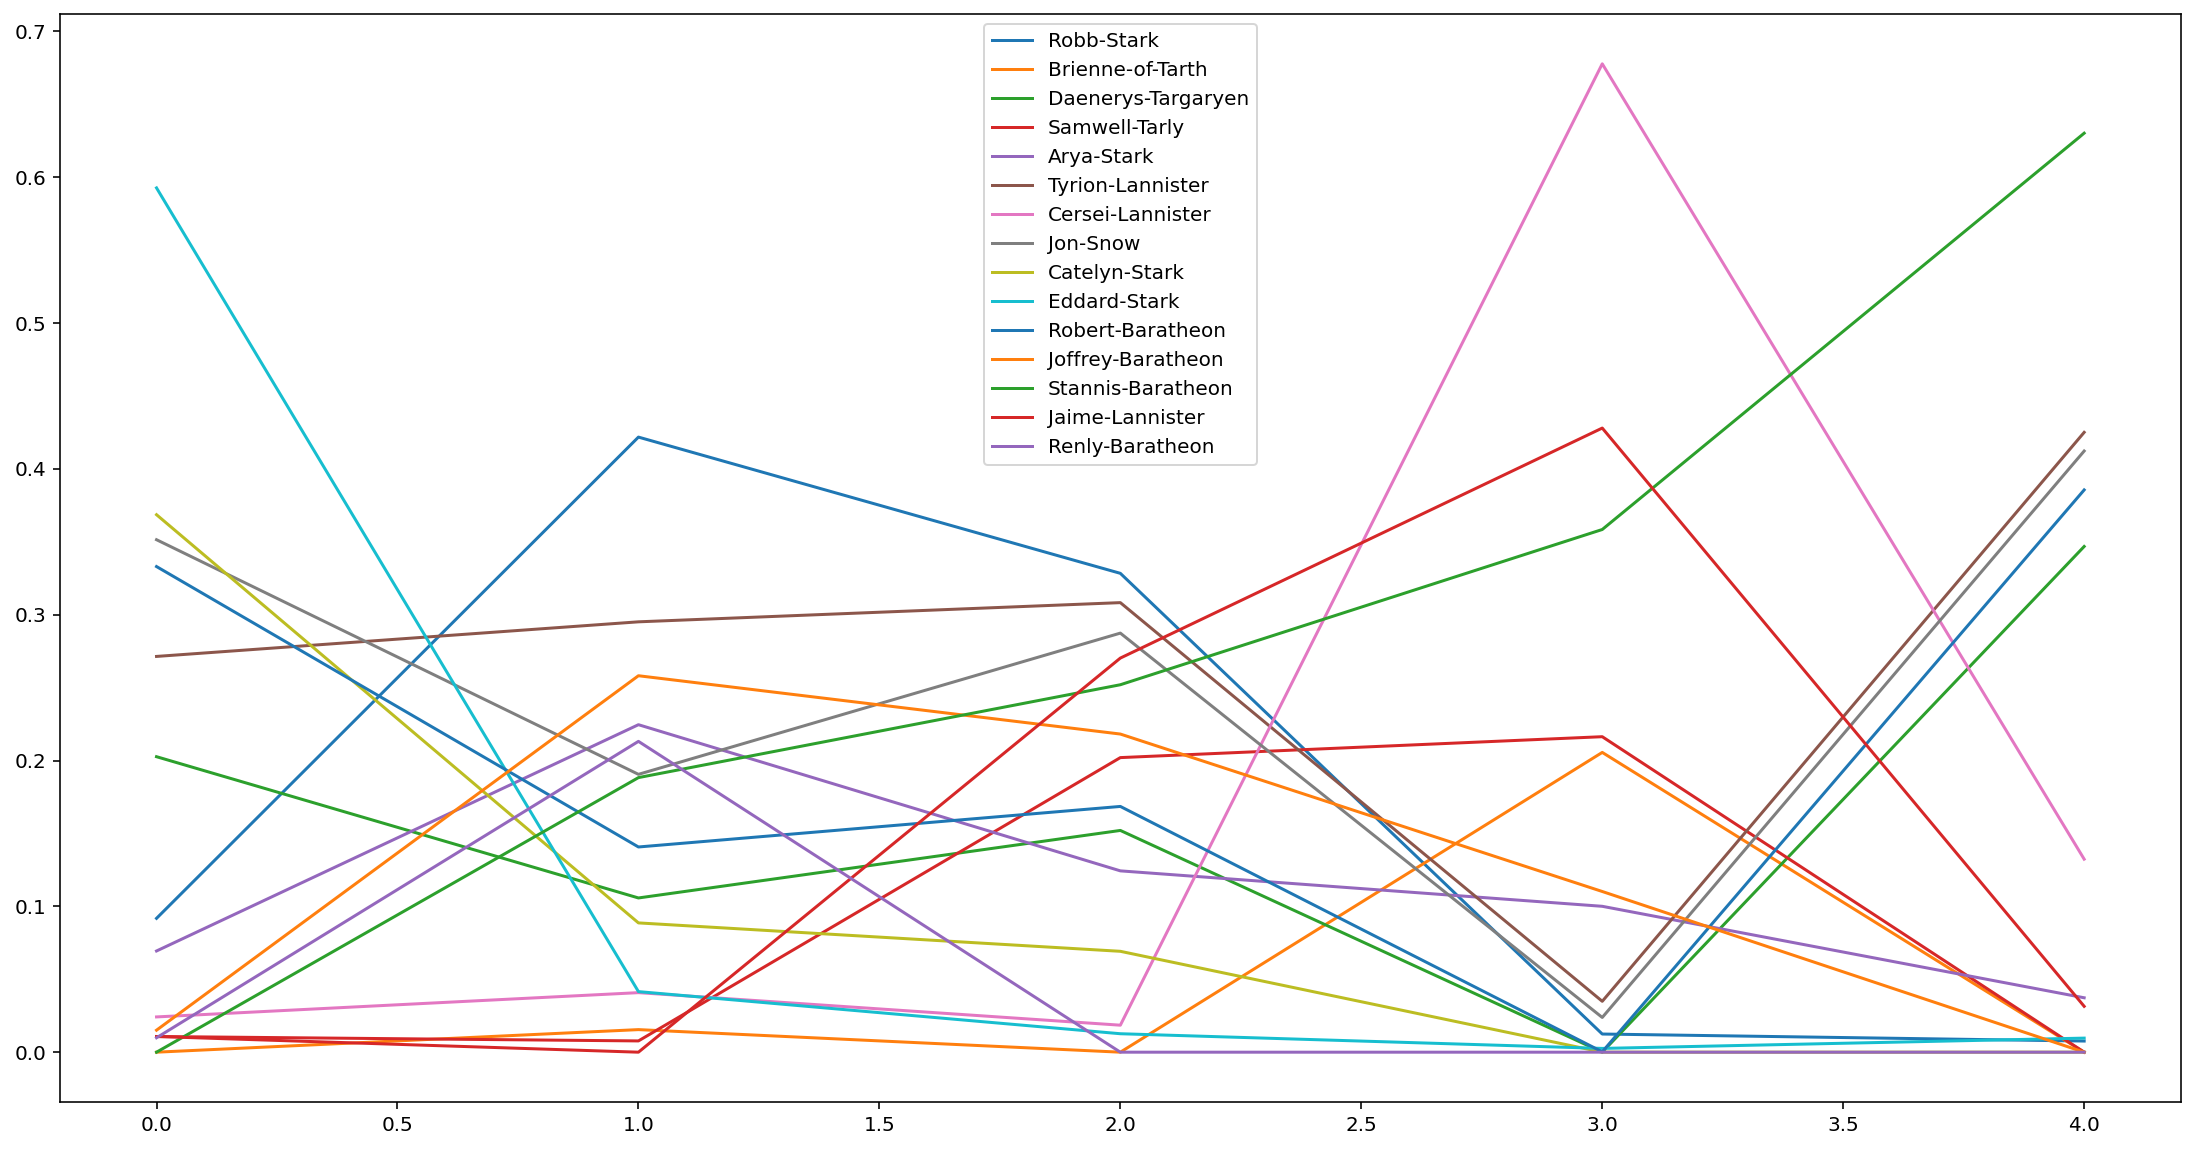 0.7
0.6
0.5
0.4
0.3
0.2
0.1
0.0
Robb-Stark
Brienne-of-Tarth
Daenerys-Targaryen
Samwell-Tarly
Arya-Stark
Tyrion-Lannister
Cersei-Lannister
Jon-Snow
Catelyn-Stark
Eddard-Stark
Robert-Baratheon
Joffrey-Baratheon
Stannis-Baratheon
Jaime-Lannister
Renly-Baratheon
0.0 0.5 1.0 1.5 2.0 2.5 3.0 3.5 4.0